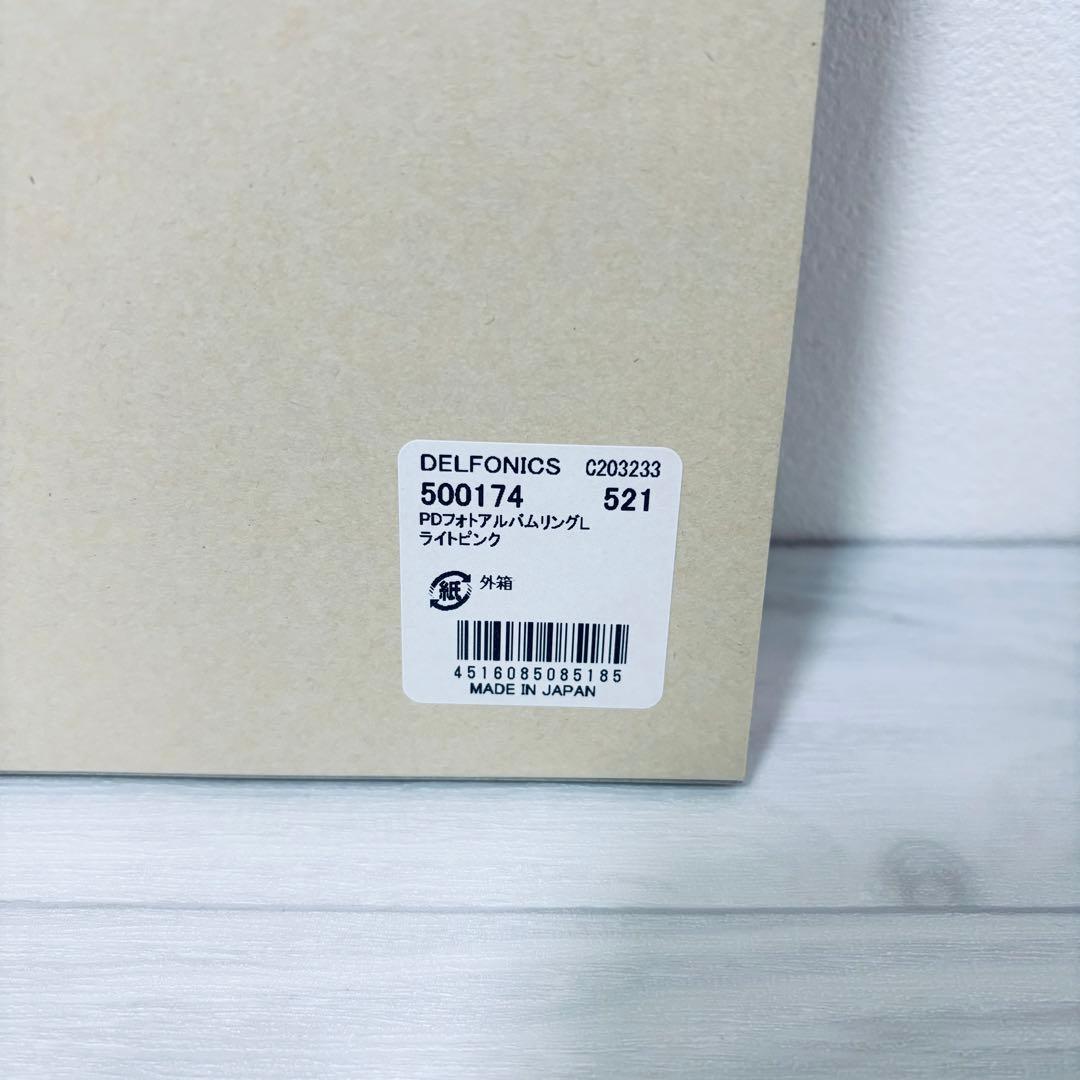 DELFONICS C203233
500174 521
PDフォトアルバムリングL
ライトピンク
紙 外箱
4516085085185
MADE IN JAPAN